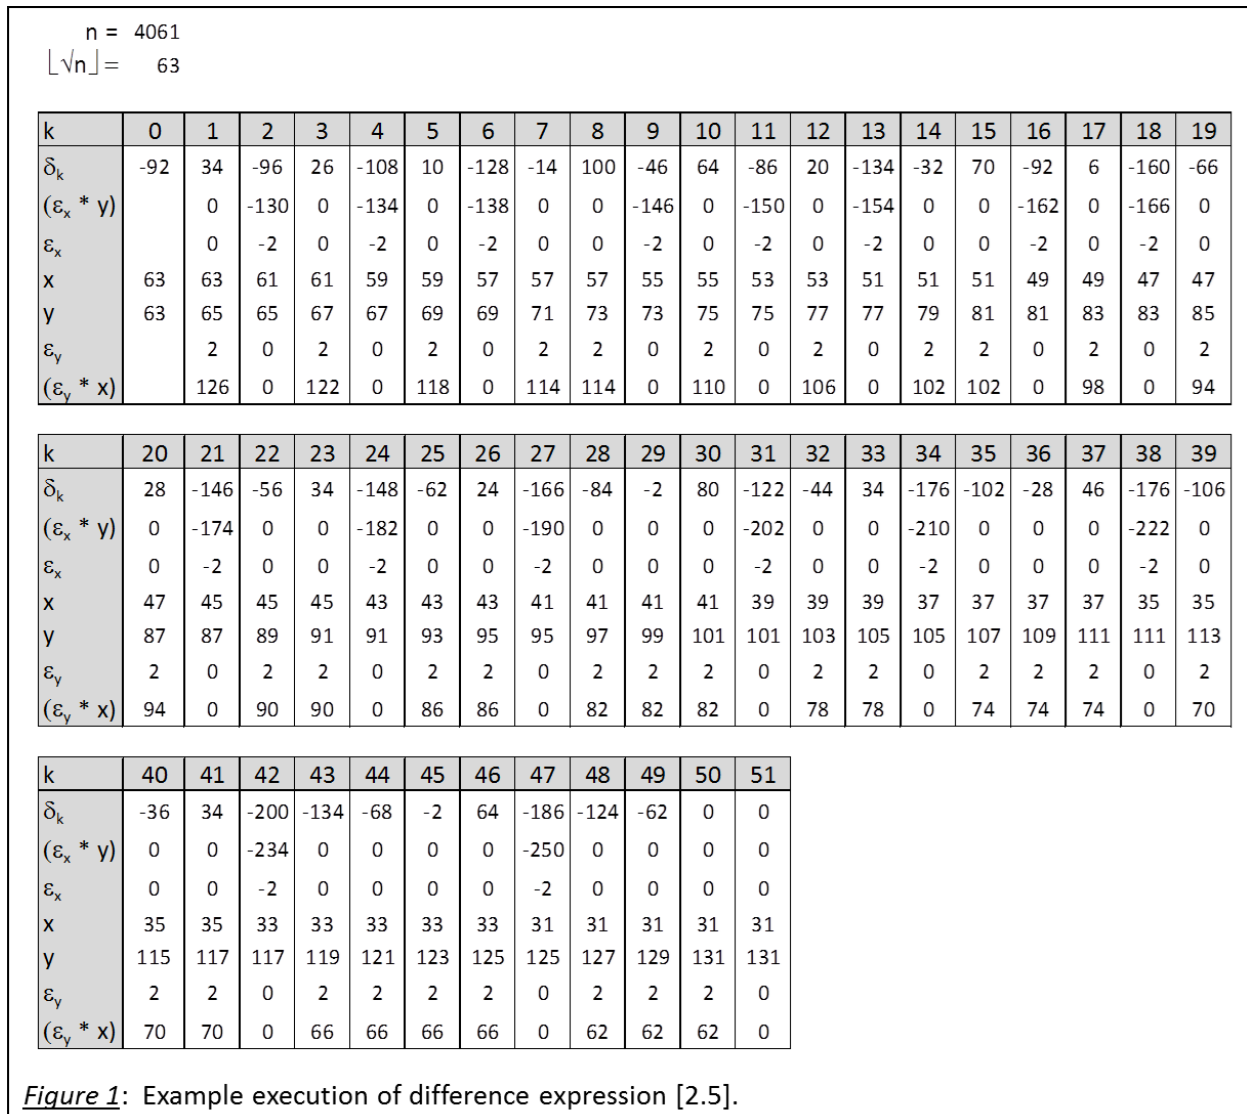 n = 4061
⌊√n⌋ = 63
k 0 1 2 3 4 5 6 7 8 9 10 11 12 13 14 15 16 17 18 19
δk -92 34 -96 26 -108 10 -128 -14 100 -46 64 -86 20 -134 -32 70 -92 6 -160 -66
(εx * y) 0 -130 0 -134 0 -138 0 0 -146 0 -150 0 -154 0 0 -162 0 -166 0
εx 0 -2 0 -2 0 -2 0 0 -2 0 -2 0 -2 0 0 -2 0 -2 0
x 63 63 61 61 59 59 57 57 57 55 55 53 53 51 51 51 49 49 47 47
y 63 65 65 67 67 69 69 71 73 73 75 75 77 77 79 81 81 83 83 85
εy 2 0 2 0 2 0 2 2 0 2 0 2 0 2 2 0 2 0 2
(εy * x) 126 0 122 0 118 0 114 114 0 110 0 106 0 102 102 0 98 0 94
k 20 21 22 23 24 25 26 27 28 29 30 31 32 33 34 35 36 37 38 39
δk 28 -146 -56 34 -148 -62 24 -166 -84 -2 80 -122 -44 34 -176 -102 -28 46 -176 -106
(εx * y) 0 -174 0 0 -182 0 0 -190 0 0 0 -202 0 0 -210 0 0 0 -222 0
εx 0 -2 0 0 -2 0 0 -2 0 0 0 -2 0 0 -2 0 0 0 -2 0
x 47 45 45 45 43 43 43 41 41 41 41 39 39 39 37 37 37 37 35 35
y 87 87 89 91 91 93 95 95 97 99 101 101 103 105 105 107 109 111 111 113
εy 2 0 2 2 0 2 2 0 2 2 2 0 2 2 0 2 2 2 0 2
(εy * x) 94 0 90 90 0 86 86 0 82 82 82 0 78 78 0 74 74 74 0 70
k 40 41 42 43 44 45 46 47 48 49 50 51
δk -36 34 -200 -134 -68 -2 64 -186 -124 -62 0 0
(εx * y) 0 0 -234 0 0 0 0 -250 0 0 0 0
εx 0 0 -2 0 0 0 0 -2 0 0 0 0
x 35 35 33 33 33 33 33 31 31 31 31 31
y 115 117 117 119 121 123 125 125 127 129 131 131
εy 2 2 0 2 2 2 2 0 2 2 2 0
(εy * x) 70 70 0 66 66 66 66 0 62 62 62 0
Figure 1: Example execution of difference expression [2.5].